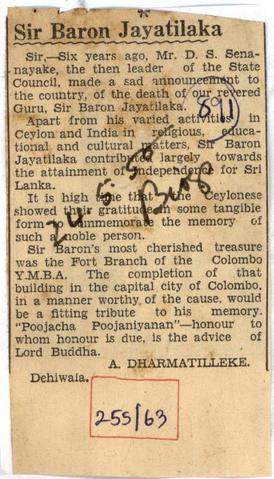 Sir Baron Jayatilaka
Sir,—Six years ago, Mr. D. S. Sena-
nayake, the then leader of the State
Council, made a sad announcement to
the country, of the death of our revered
Guru, Sir Baron Jayatilaka.
Apart from his varied activities in
Ceylon and India in religious, educa-
tional and cultural matters, Sir Baron
Jayatilaka contributed largely towards
the attainment of independence for Sri
Lanka.
It is high time that the Ceylonese
showed their gratitude in some tangible
form to commemorate the memory of
such a noble person.
Sir Baron's most cherished treasure
was the Fort Branch of the Colombo
Y.M.B.A. The completion of that
building in the capital city of Colombo,
in a manner worthy of the cause, would
be a fitting tribute to his memory.
"Poojacha Poojaniyanan"—honour to
whom honour is due, is the advice of
Lord Buddha.
A. DHARMATILLEKE.
Dehiwala.
24.5.50
255/63